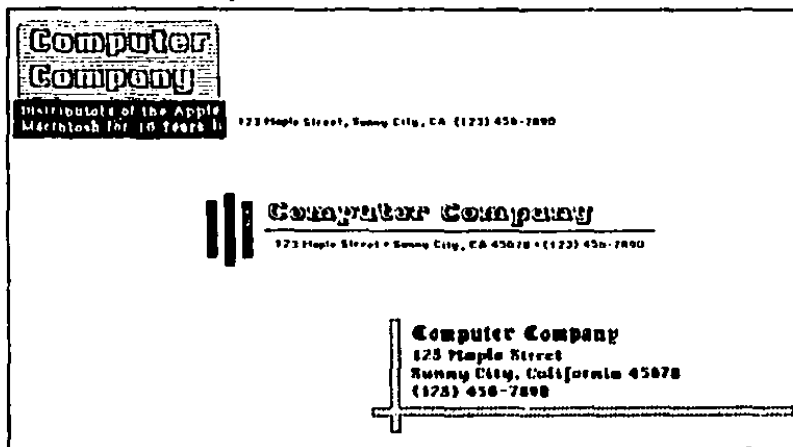 Computer
Company
Distributors of the Apple
Macintosh for 10 Years
123 Maple Street, Sunny City, CA (123) 456-7890
Computer Company
123 Maple Street • Sunny City, CA 45678 • (123) 456-7890
Computer Company
123 Maple Street
Sunny City, California 45678
(123) 456-7890